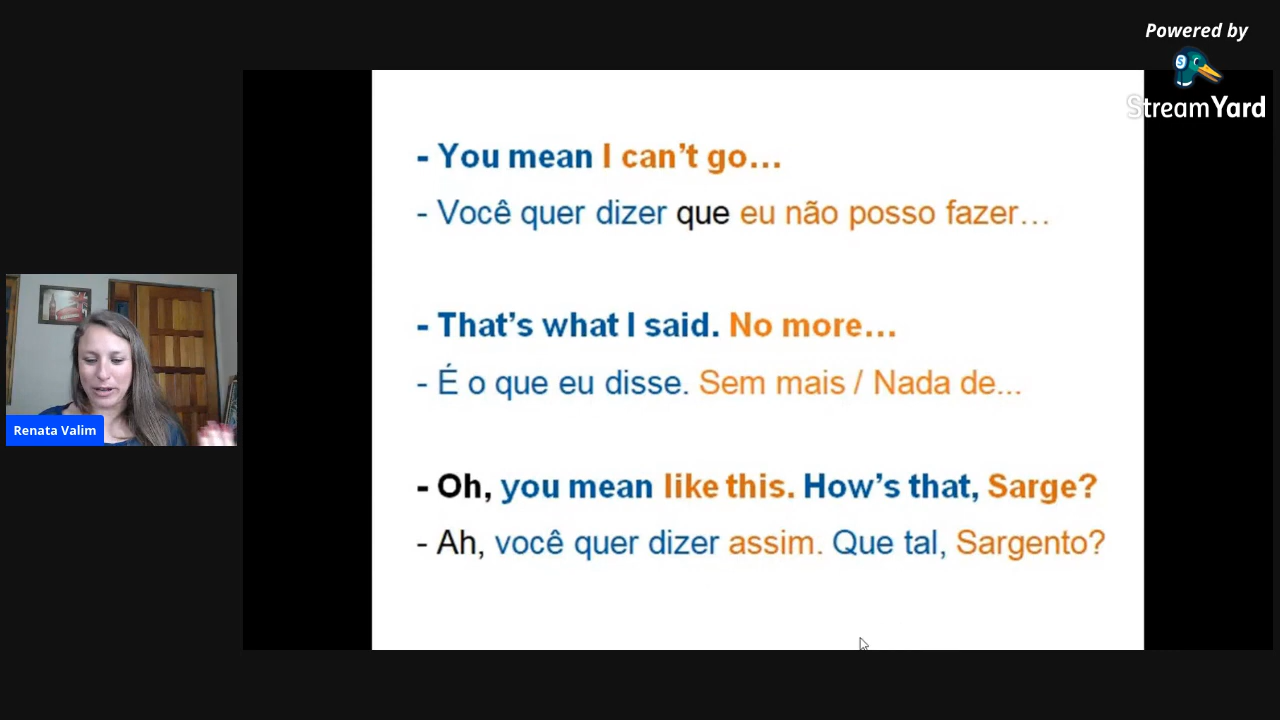 Powered by
StreamYard
- You mean I can't go…
- Você quer dizer que eu não posso fazer…
- That's what I said. No more…
- É o que eu disse. Sem mais / Nada de...
- Oh, you mean like this. How's that, Sarge?
- Ah, você quer dizer assim. Que tal, Sargento?
Renata Valim